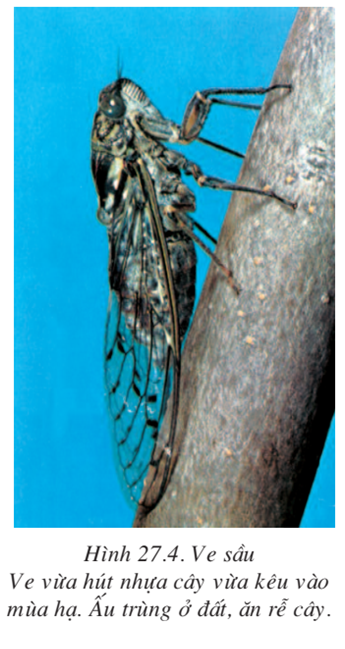 Hình 27.4. Ve sầu
Ve vừa hút nhựa cây vừa kêu vào
mùa hạ. Ấu trùng ở đất, ăn rễ cây.